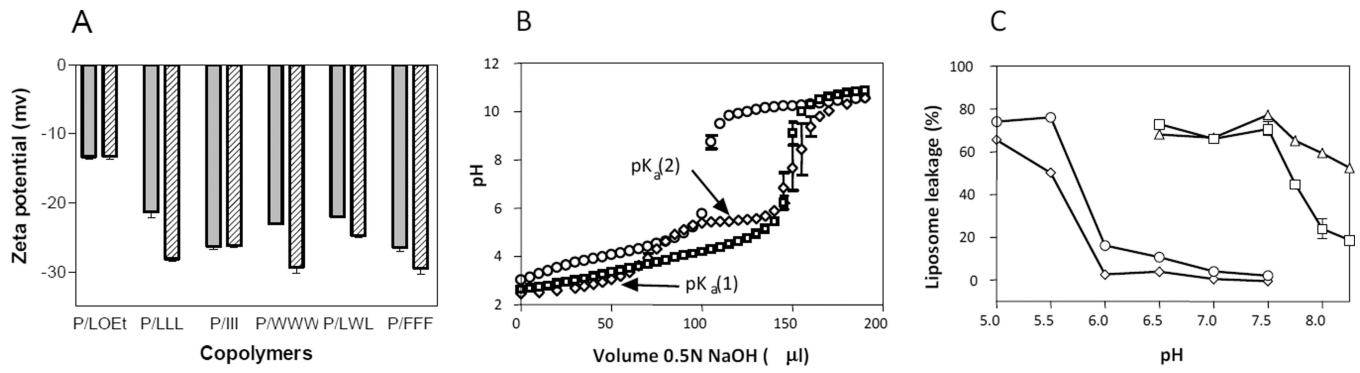 A
Zeta potential (mv)
0
-10
-20
-30
P/LOEt P/LLL P/III P/WWW P/LWL P/FFF
Copolymers
B
pH
12
10
8
6
4
2
pKa(2)
pKa(1)
0 50 100 150 200
Volume 0.5N NaOH ( μl)
C
Liposome leakage (%)
100
80
60
40
20
0
5.0 5.5 6.0 6.5 7.0 7.5 8.0
pH